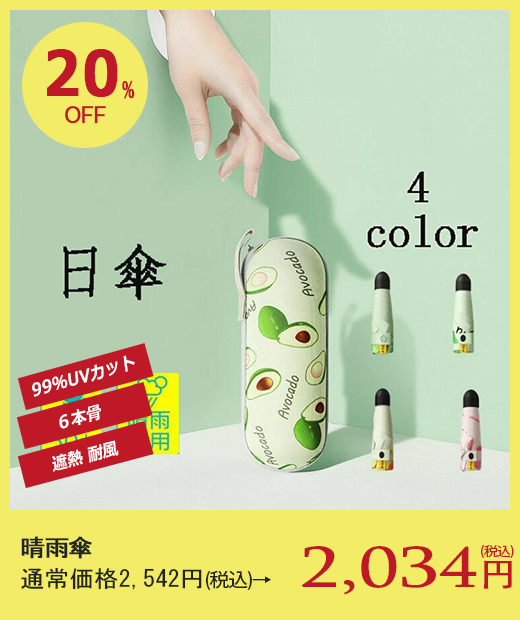 20%
OFF
4
color
日傘
Avocado
Avocado
Avocado
Avocado
99%UVカット
6本骨
遮熱 耐風
雨
用
晴雨傘
通常価格2,542円(税込)→
2,034円(税込)